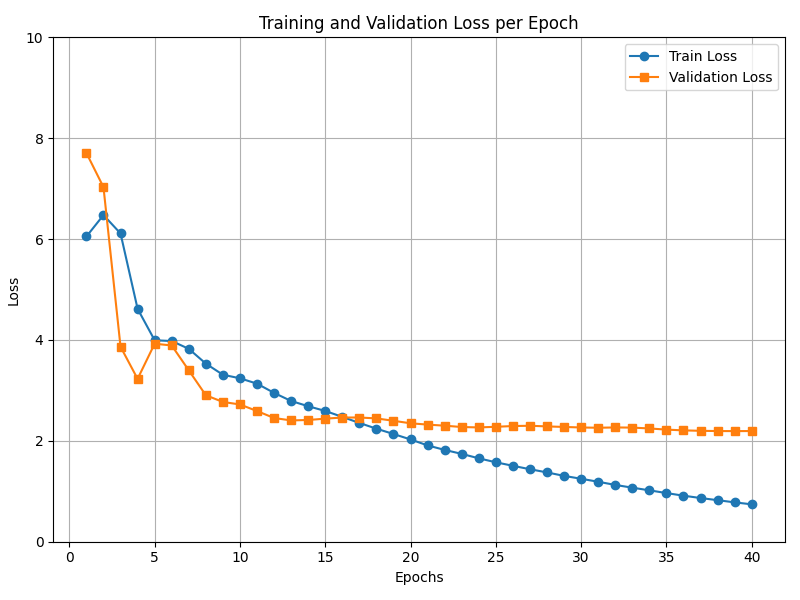 Training and Validation Loss per Epoch
Train Loss
Validation Loss
Loss
10
8
6
4
2
0
0 5 10 15 20 25 30 35 40
Epochs